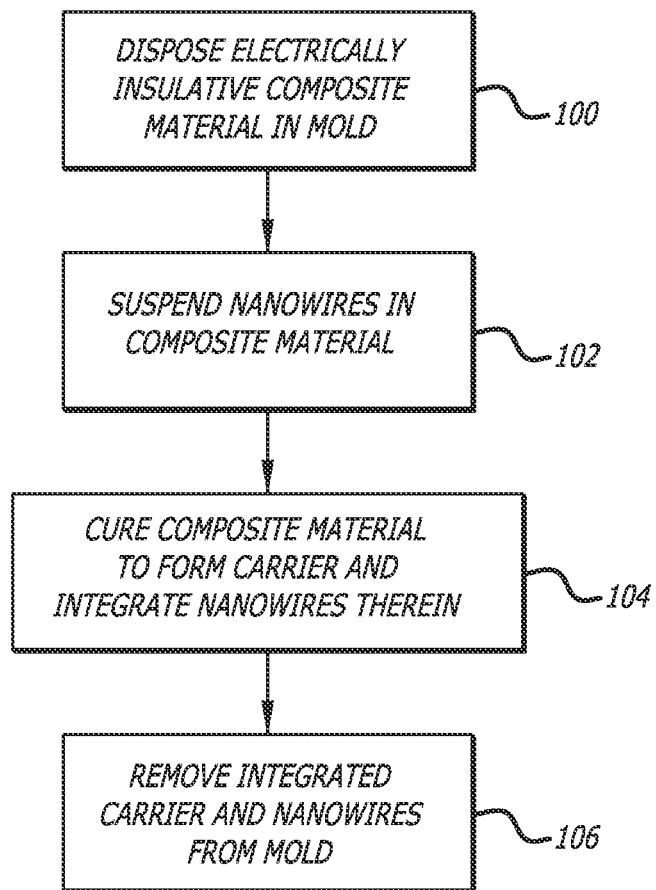 DISPOSE ELECTRICALLY
INSULATIVE COMPOSITE
MATERIAL IN MOLD
100
SUSPEND NANOWIRES IN
COMPOSITE MATERIAL
102
CURE COMPOSITE MATERIAL
TO FORM CARRIER AND
INTEGRATE NANOWIRES THEREIN
104
REMOVE INTEGRATED
CARRIER AND NANOWIRES
FROM MOLD
106